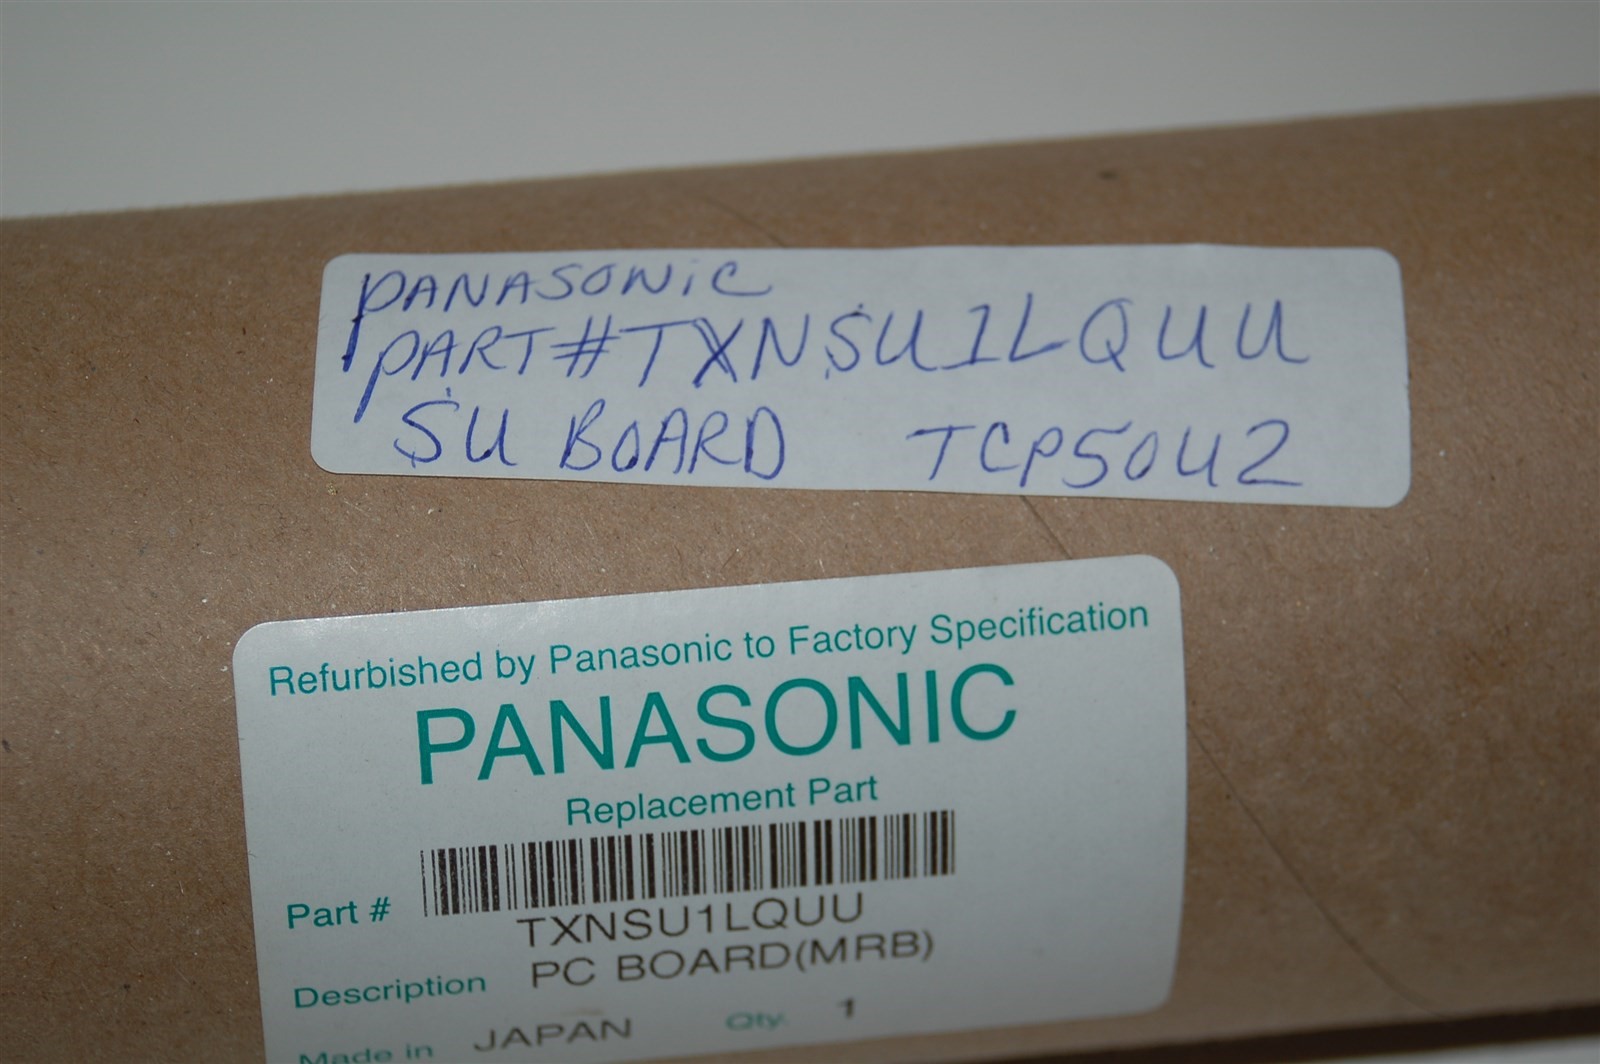 PANASONIC
PART#TXNSU1LQUU
SU BOARD TCP50U2
Refurbished by Panasonic to Factory Specification
PANASONIC
Replacement Part
Part #
TXNSU1LQUU
Description PC BOARD(MRB)
Made in JAPAN Qty. 1